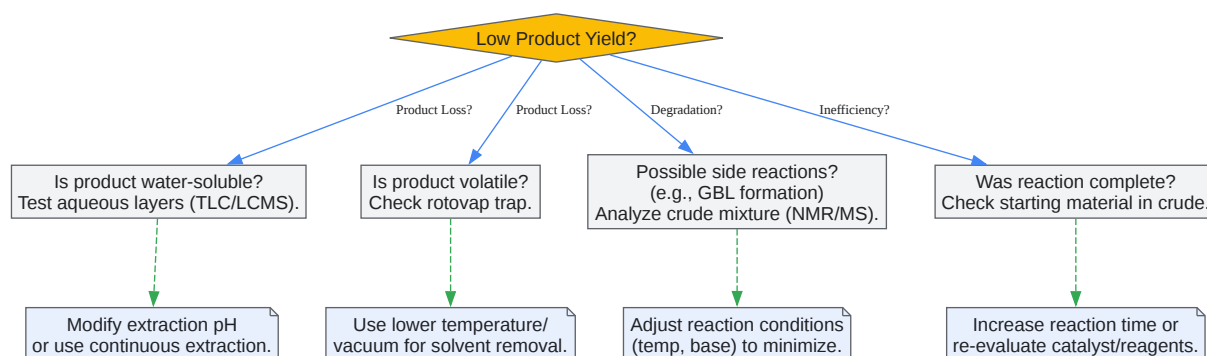 Low Product Yield?
Product Loss?
Product Loss?
Degradation?
Inefficiency?
Is product water-soluble?
Test aqueous layers (TLC/LCMS).
Is product volatile?
Check rotovap trap.
Possible side reactions?
(e.g., GBL formation)
Analyze crude mixture (NMR/MS).
Was reaction complete?
Check starting material in crude.
Modify extraction pH
or use continuous extraction.
Use lower temperature/
vacuum for solvent removal.
Adjust reaction conditions
(temp, base) to minimize.
Increase reaction time or
re-evaluate catalyst/reagents.